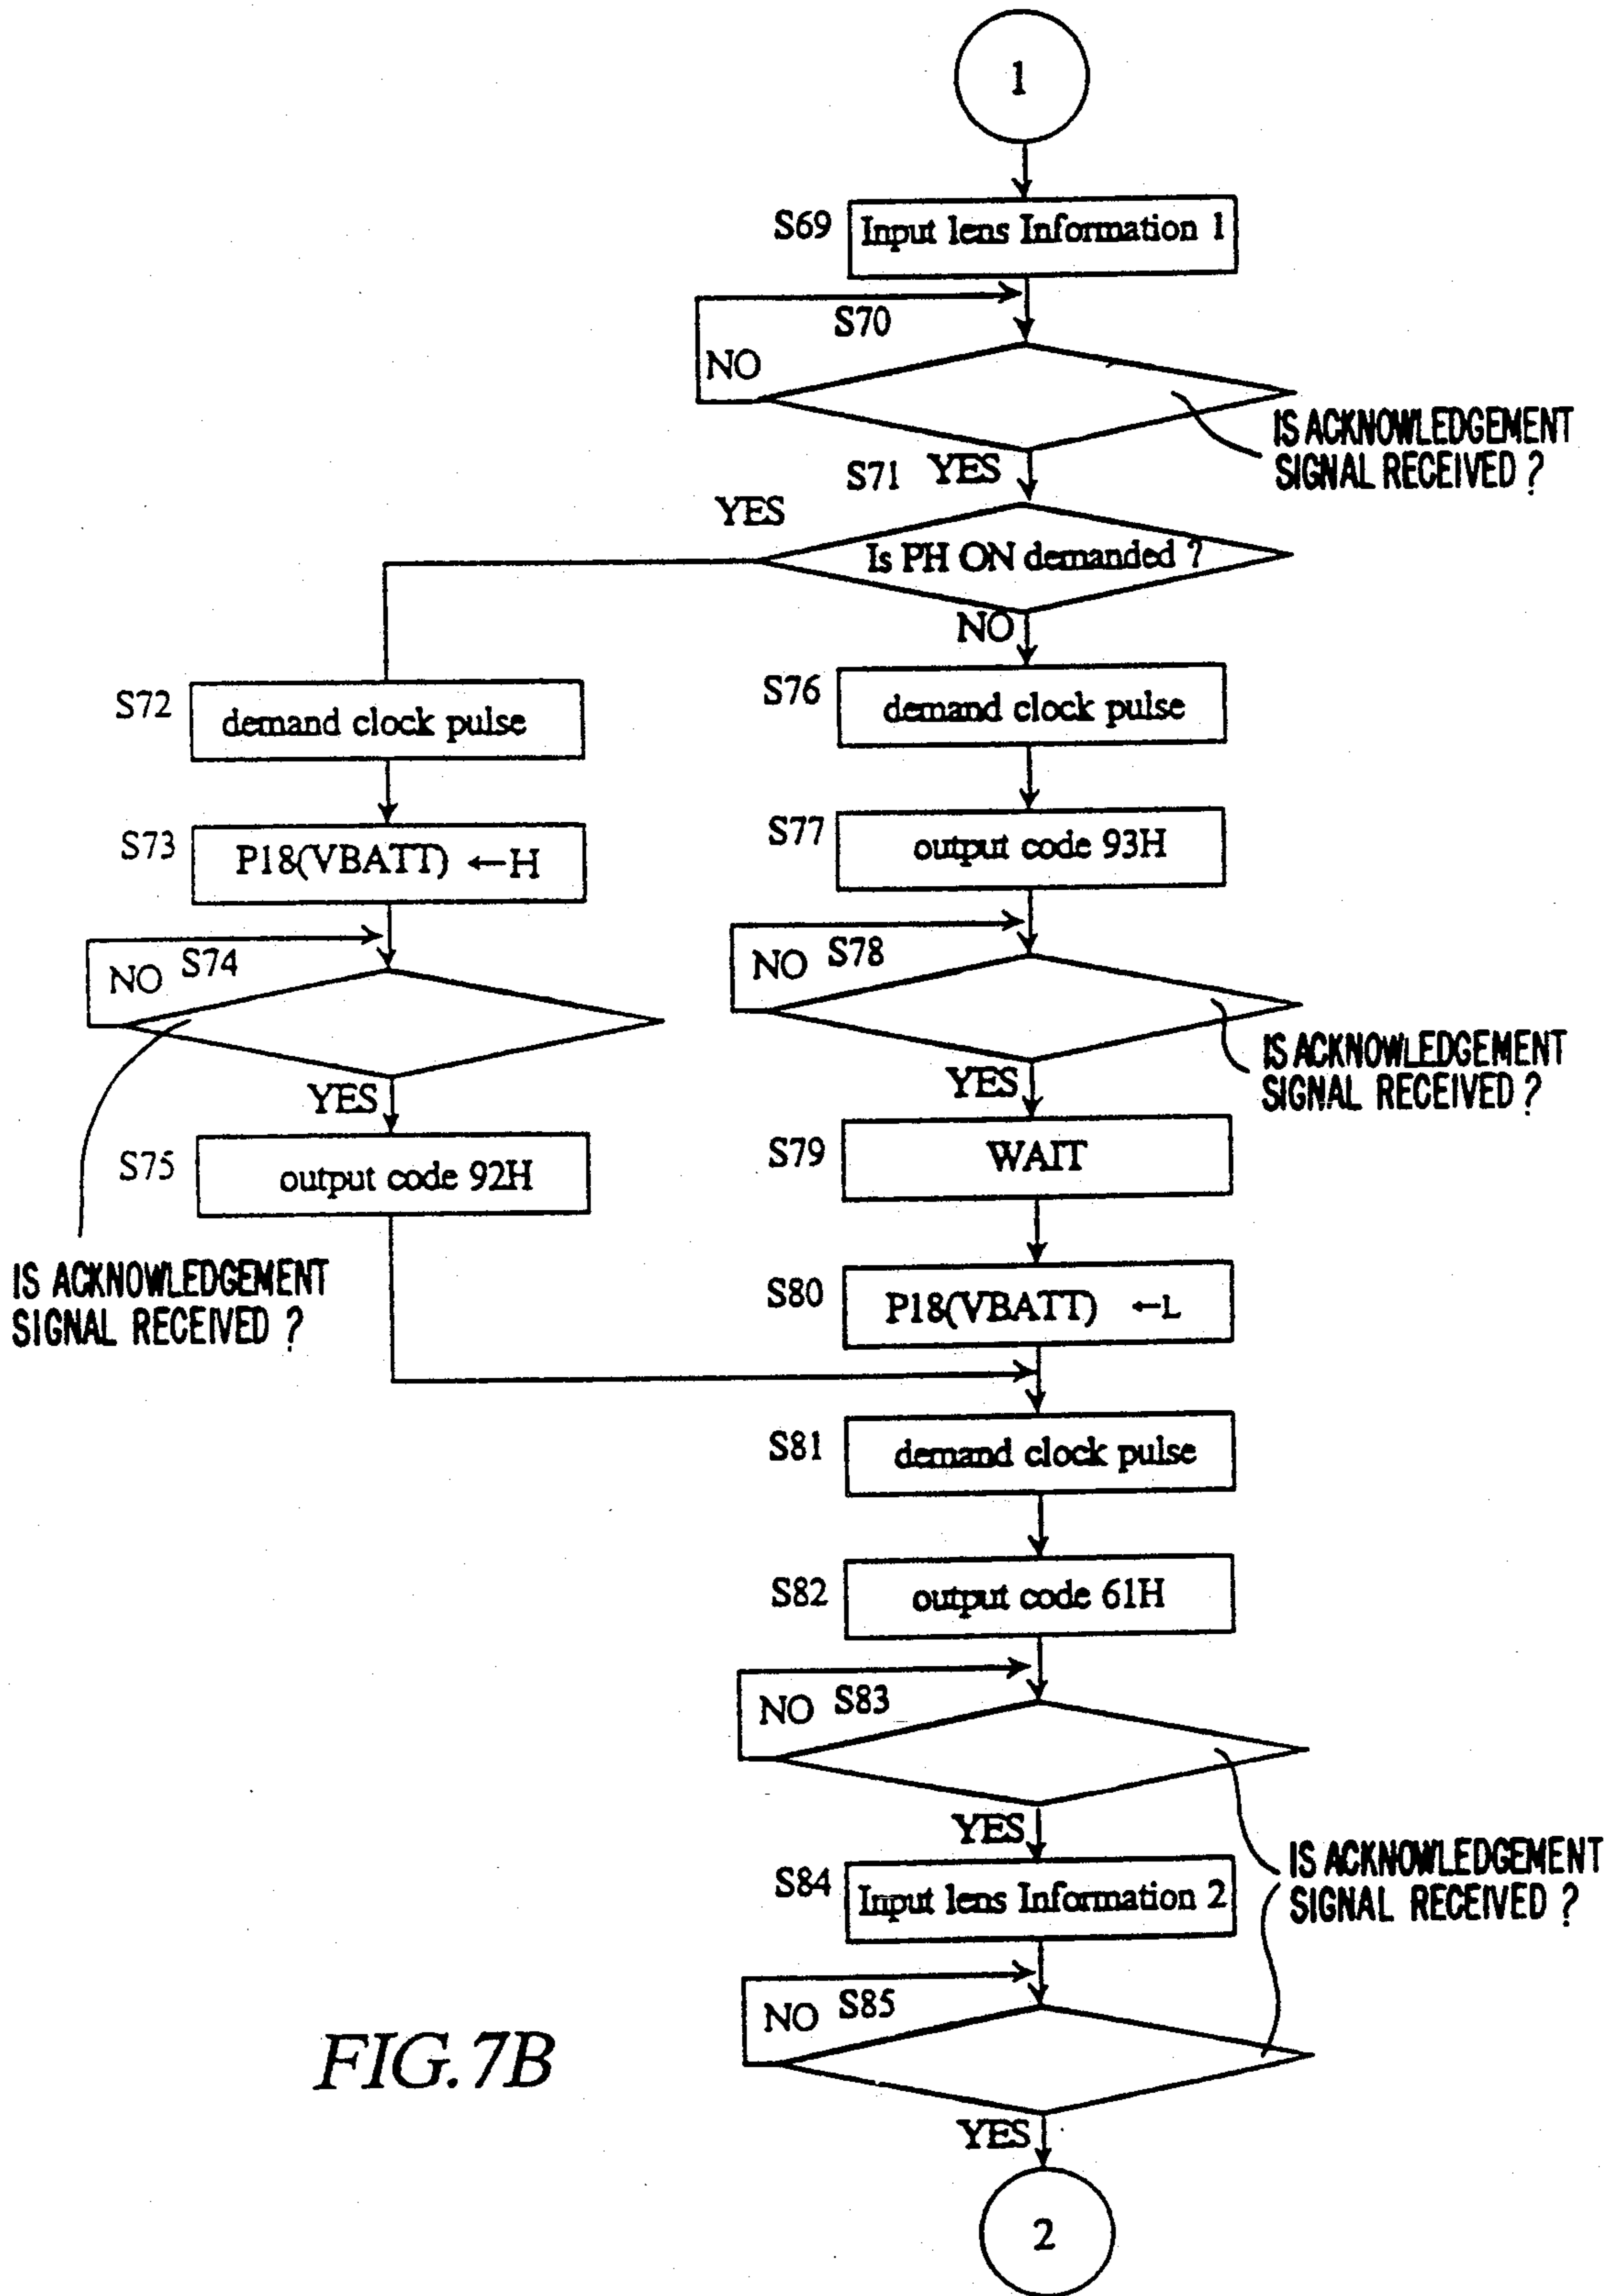 1
S69
Input lens Information 1
S70
NO
IS ACKNOWLEDGEMENT
SIGNAL RECEIVED ?
S71
YES
YES
Is PH ON demanded ?
NO
S72
demand clock pulse
S76
demand clock pulse
S73
P18(VBATT) ←H
S77
output code 93H
S74
NO
S78
NO
IS ACKNOWLEDGEMENT
SIGNAL RECEIVED ?
YES
YES
S75
output code 92H
S79
WAIT
IS ACKNOWLEDGEMENT
SIGNAL RECEIVED ?
S80
P18(VBATT) ←L
S81
demand clock pulse
S82
output code 61H
NO
S83
YES
S84
Input lens Information 2
IS ACKNOWLEDGEMENT
SIGNAL RECEIVED ?
NO
S85
FIG.7B
YES
2